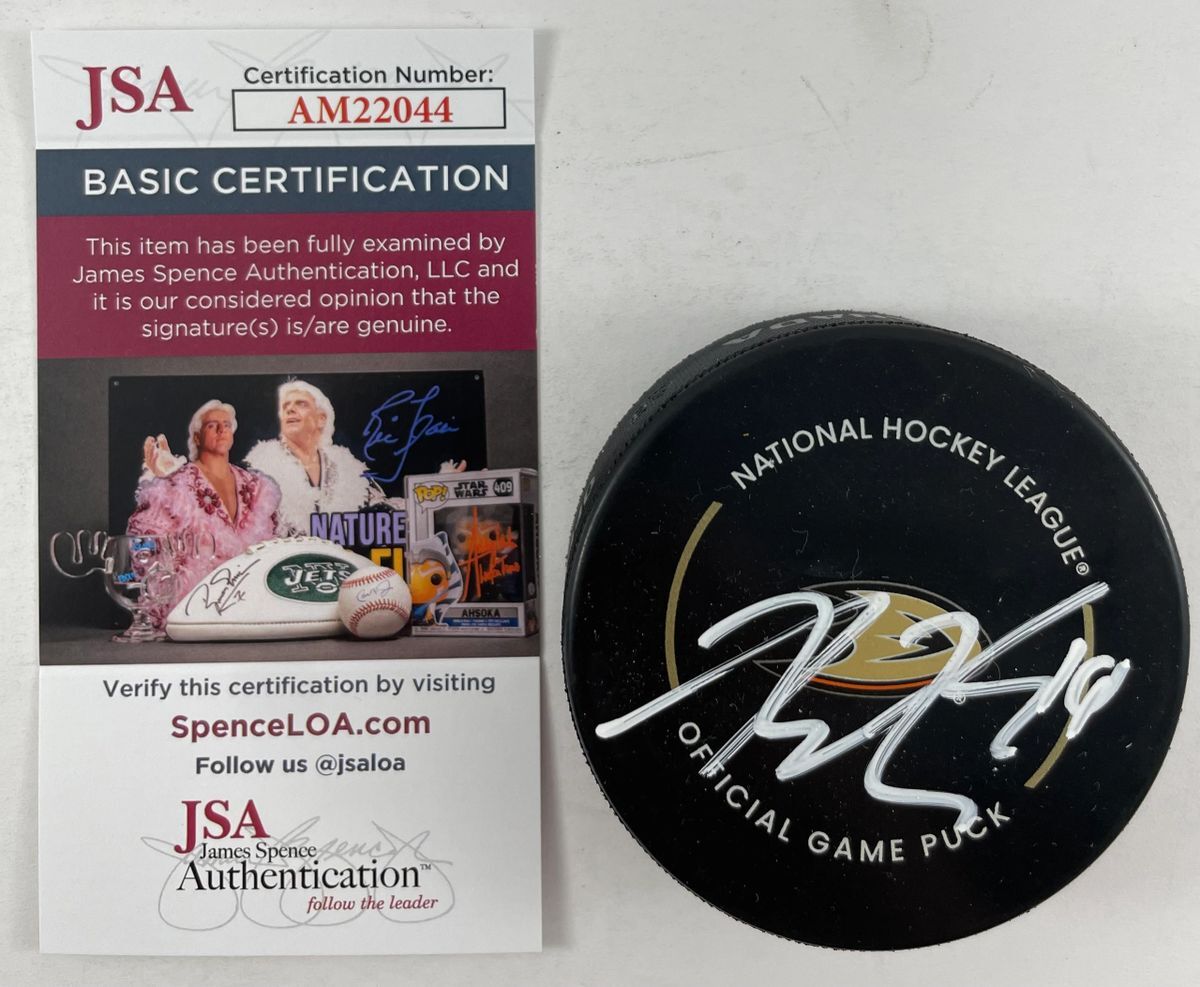 JSA
Certification Number:
AM22044
BASIC CERTIFICATION
This item has been fully examined by
James Spence Authentication, LLC and
it is our considered opinion that the
signature(s) is/are genuine.
NATURE
JETS
POP!
STAR
WARS
409
AHSOKA
Verify this certification by visiting
SpenceLOA.com
Follow us @jsaloa
JSA
James Spence
Authentication™
follow the leader
NATIONAL HOCKEY LEAGUE®
19
OFFICIAL GAME PUCK